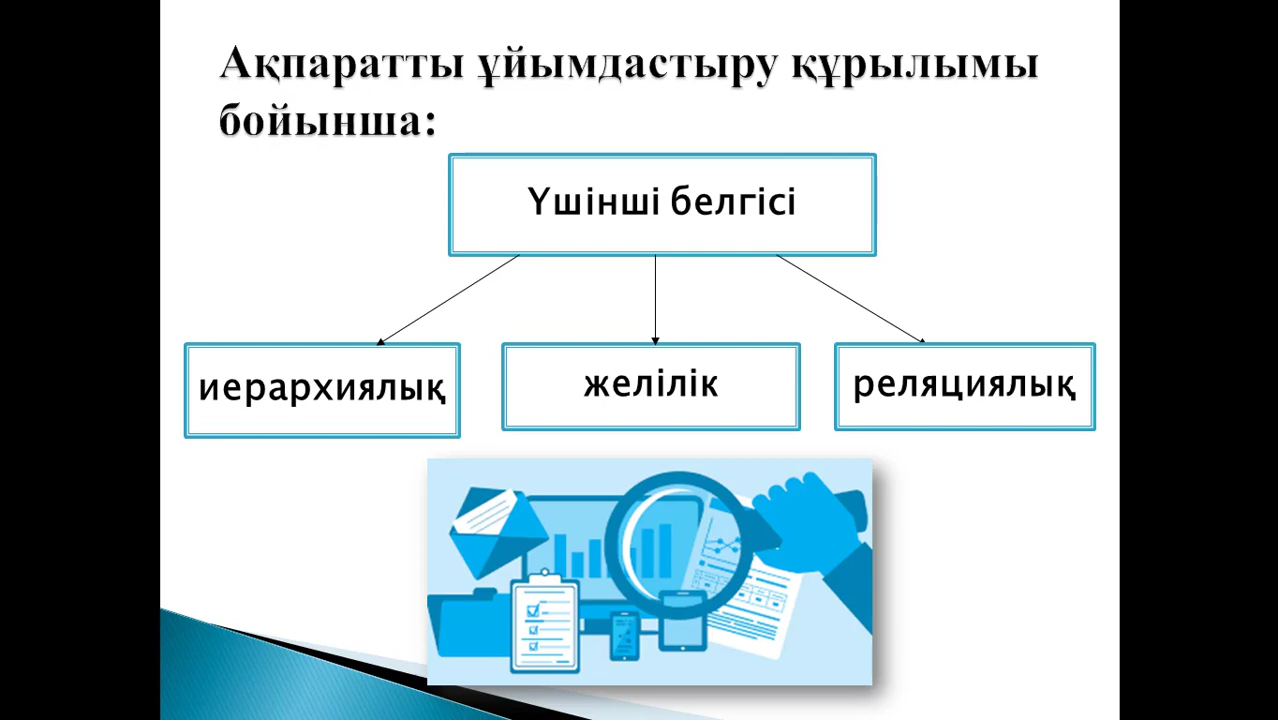 Ақпаратты ұйымдастыру құрылымы
бойынша:
Үшінші белгісі
иерархиялық
желілік
реляциялық